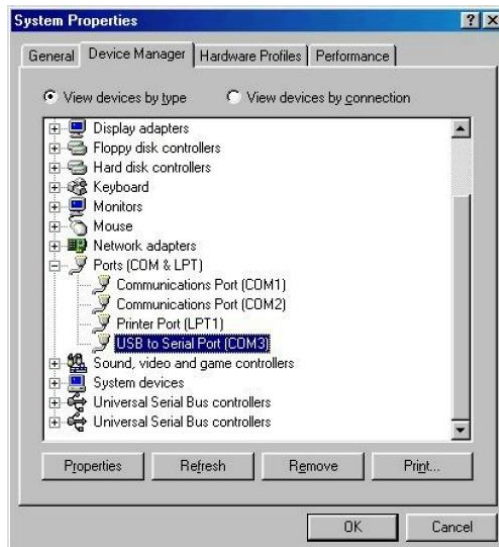 System Properties
General Device Manager Hardware Profiles Performance
View devices by type View devices by connection
Display adapters
Floppy disk controllers
Hard disk controllers
Keyboard
Monitors
Mouse
Network adapters
Ports (COM & LPT)
Communications Port (COM1)
Communications Port (COM2)
Printer Port (LPT1)
USB to Serial Port (COM3)
Sound, video and game controllers
System devices
Universal Serial Bus controllers
Universal Serial Bus controllers
Properties Refresh Remove Print...
OK Cancel